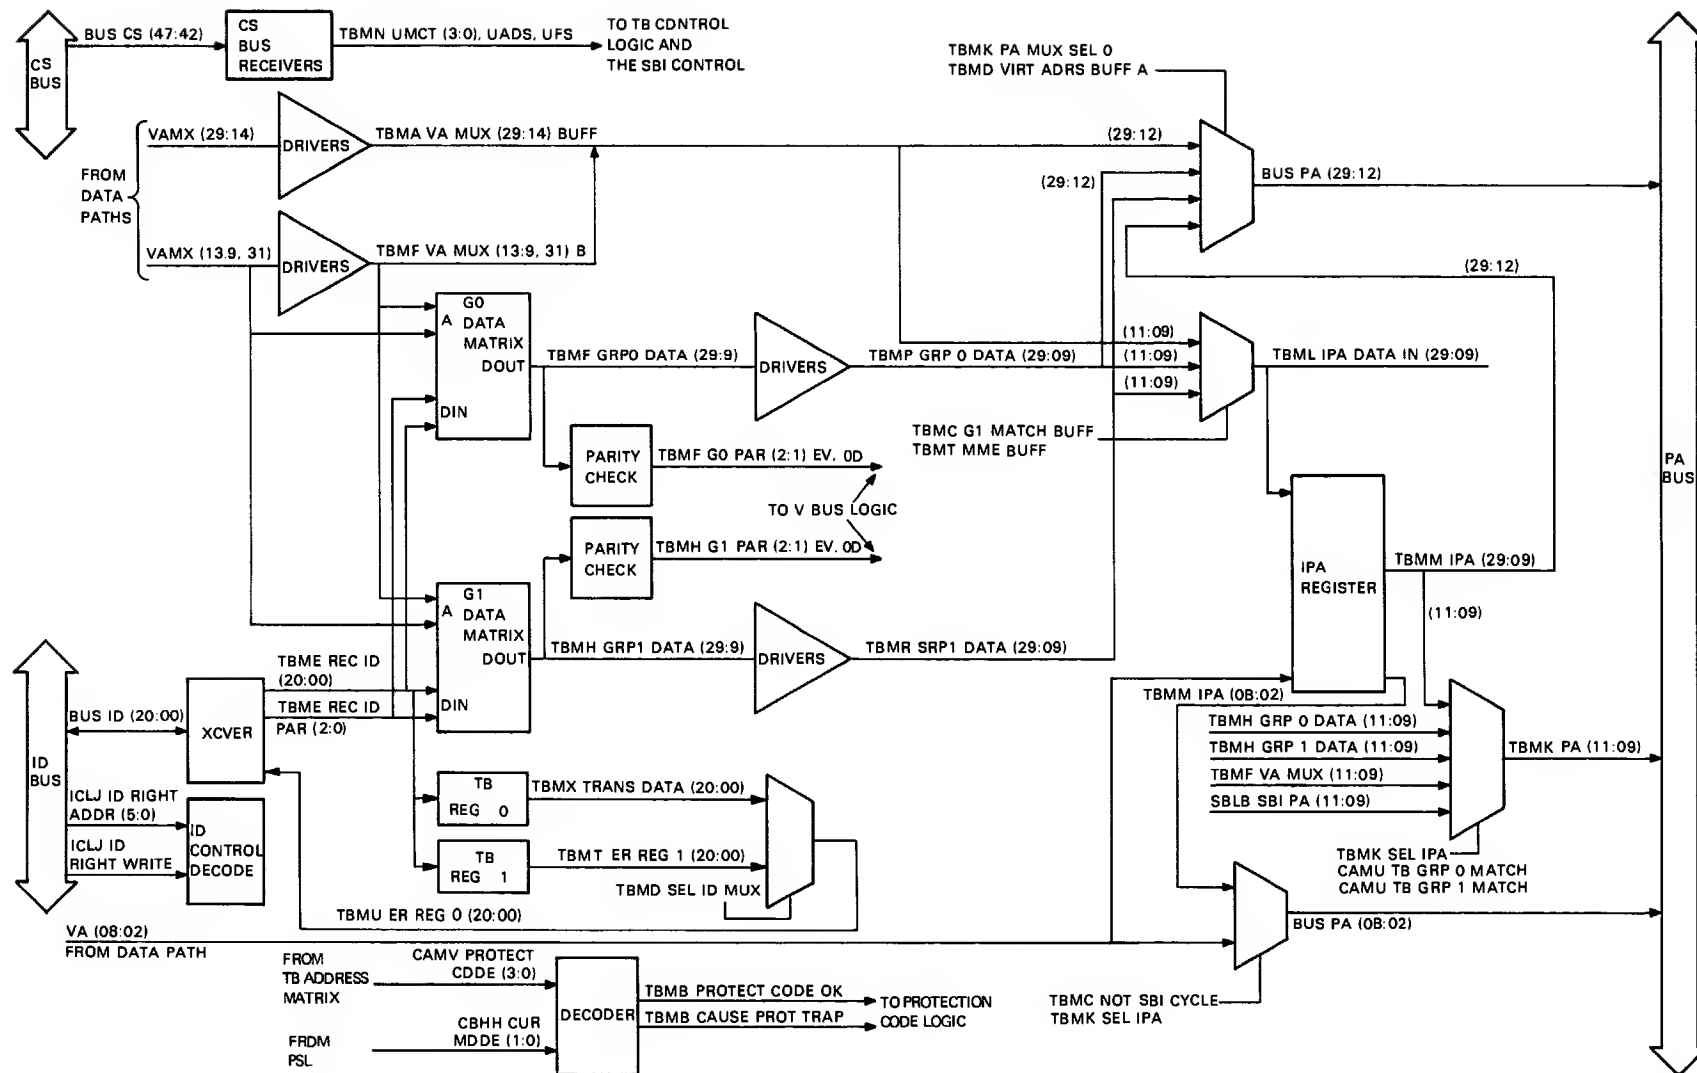 BUS CS (47:42)
CS
BUS
RECEIVERS
TBMN UMCT (3:0), UADS, UFS
TO TB CDNTROL
LOGIC AND
THE SBI CONTROL
CS
BUS
TBMK PA MUX SEL 0
TBMD VIRT ADRS BUFF A
VAMX (29:14)
DRIVERS
TBMA VA MUX (29:14) BUFF
(29:12)
FROM
DATA
PATHS
(29:12)
BUS PA (29:12)
VAMX (13.9, 31)
DRIVERS
TBMF VA MUX (13:9, 31) B
(29:12)
G0
A DATA
MATRIX
DOUT
DIN
TBMF GRP0 DATA (29:9)
DRIVERS
TBMP GRP 0 DATA (29:09)
(11:09)
(11:09)
(11:09)
TBML IPA DATA IN (29:09)
TBMC G1 MATCH BUFF
TBMT MME BUFF
PARITY
CHECK
TBMF G0 PAR (2:1) EV. 0D
TO V BUS LOGIC
PARITY
CHECK
TBMH G1 PAR (2:1) EV. 0D
PA
BUS
IPA
REGISTER
TBMM IPA (29:09)
(11:09)
G1
A DATA
MATRIX
DOUT
DIN
TBMH GRP1 DATA (29:9)
DRIVERS
TBMR SRP1 DATA (29:09)
TBME REC ID
(20:00)
TBME REC ID
PAR (2:0)
BUS ID (20:00)
XCVER
ID
BUS
TBMM IPA (0B:02)
TBMH GRP 0 DATA (11:09)
TBMH GRP 1 DATA (11:09)
TBMF VA MUX (11:09)
SBLB SBI PA (11:09)
TBMK PA (11:09)
ICLJ ID RIGHT
ADDR (5:0)
ICLJ ID
RIGHT WRITE
ID
CONTROL
DECODE
TB
REG 0
TBMX TRANS DATA (20:00)
TB
REG 1
TBMT ER REG 1 (20:00)
TBMD SEL ID MUX
TBMK SEL IPA
CAMU TB GRP 0 MATCH
CAMU TB GRP 1 MATCH
TBMU ER REG 0 (20:00)
VA (08:02)
FROM DATA PATH
BUS PA (0B:02)
FROM
TB ADDRESS
MATRIX
CAMV PROTECT
CDDE (3:0)
DECODER
TBMB PROTECT CODE OK
TBMB CAUSE PROT TRAP
TO PROTECTION
CODE LOGIC
TBMC NOT SBI CYCLE
TBMK SEL IPA
FRDM
PSL
CBHH CUR
MDDE (1:0)